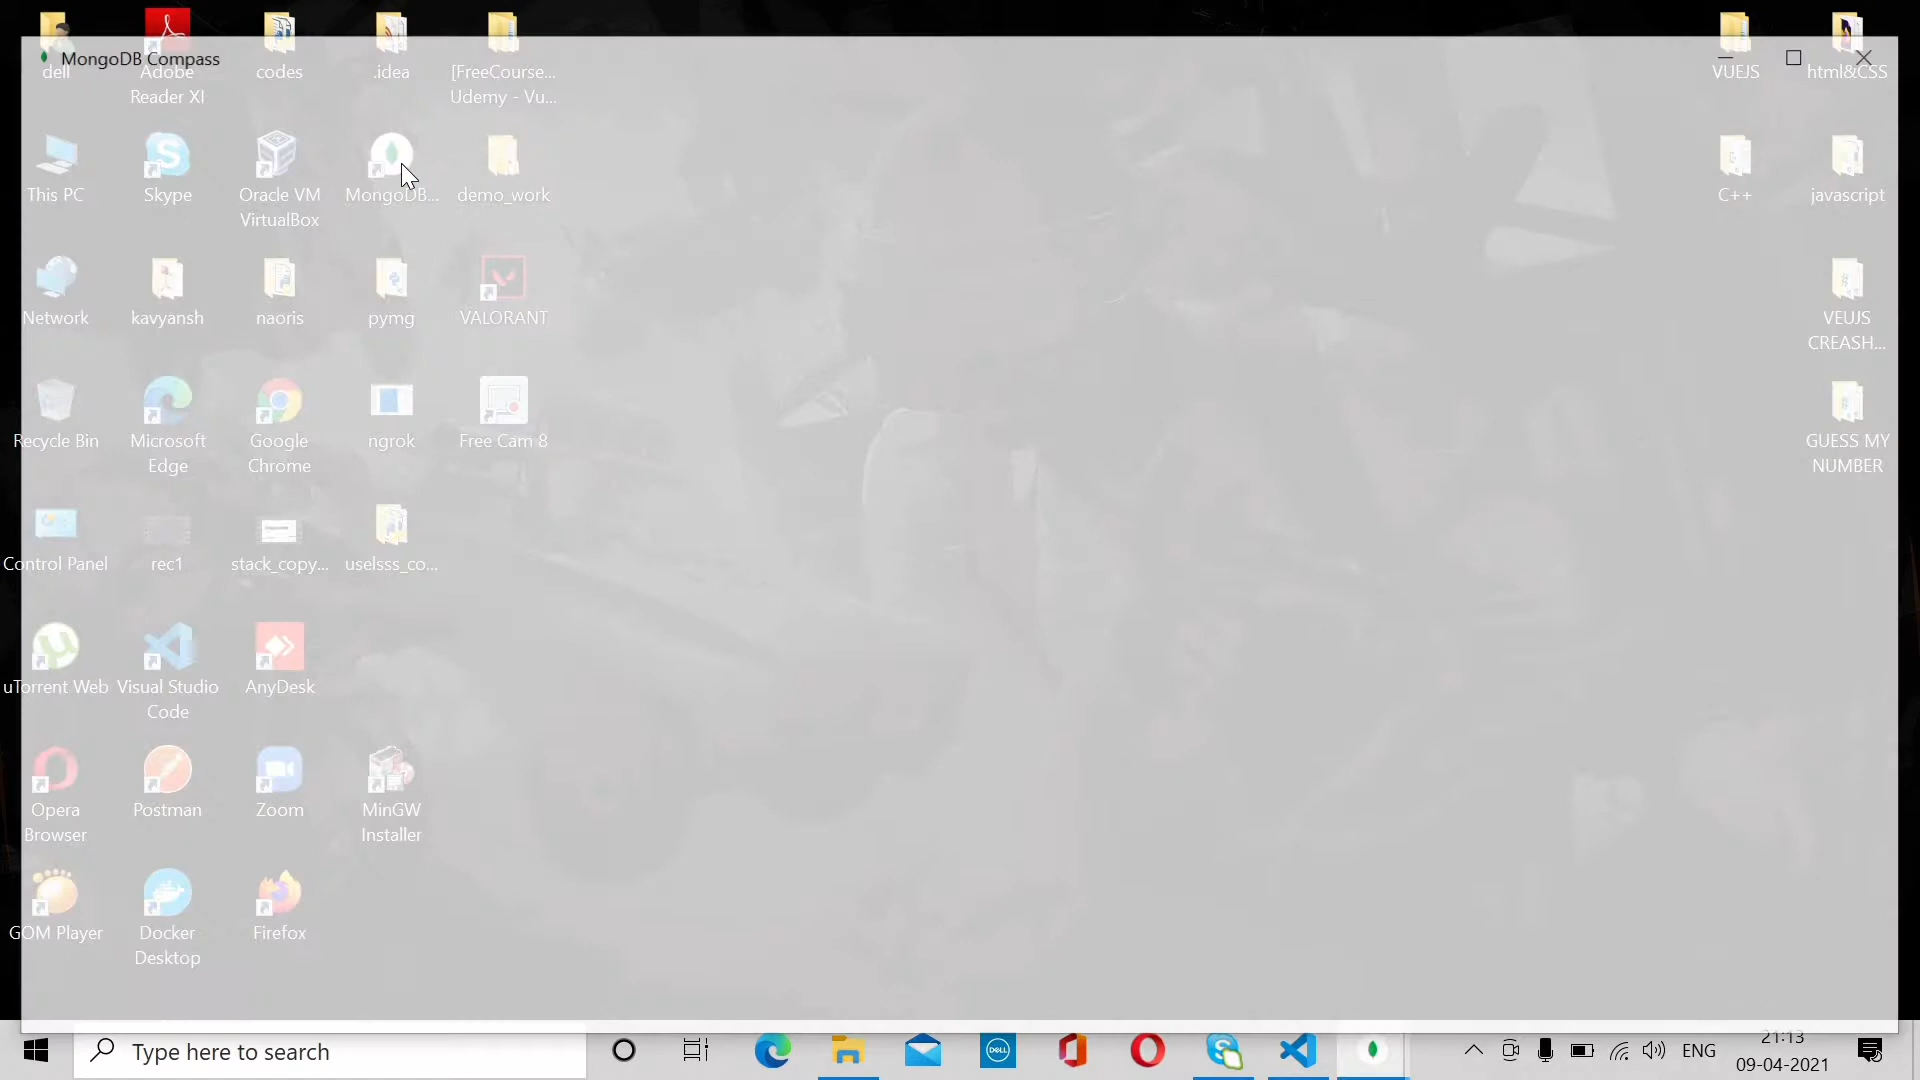 MongoDB Compass
dell
Adobe
Reader XI
codes
.idea
[FreeCourse...
Udemy - Vu...
VUEJS
html&CSS
This PC
Skype
Oracle VM
VirtualBox
MongoDB...
demo_work
C++
javascript
Network
kavyansh
naoris
pymg
VALORANT
VEUJS
CREASH...
Recycle Bin
Microsoft
Edge
Google
Chrome
ngrok
Free Cam 8
GUESS MY
NUMBER
Control Panel
rec1
stack_copy...
uselsss_co...
uTorrent Web
Visual Studio
Code
AnyDesk
Opera
Browser
Postman
Zoom
MinGW
Installer
GOM Player
Docker
Desktop
Firefox
Type here to search
DELL
ENG
21:13
09-04-2021